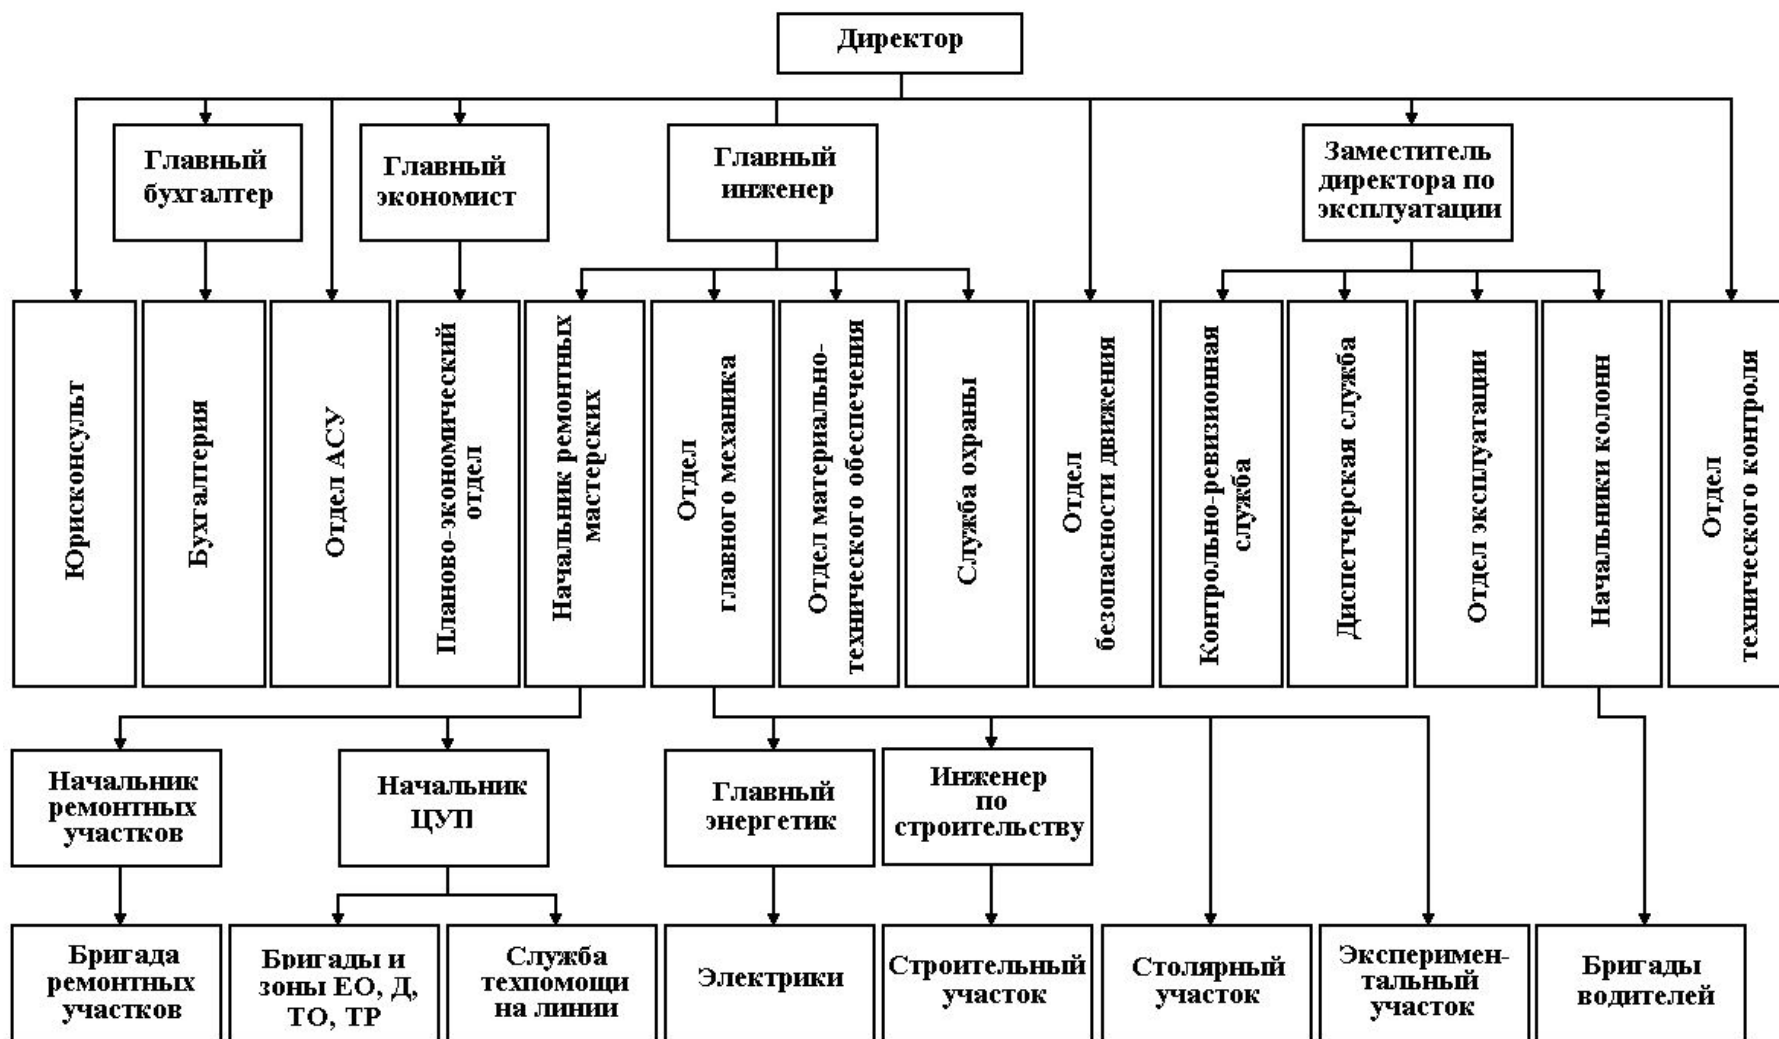 Директор
Главный
бухгалтер
Главный
экономист
Главный
инженер
Заместитель
директора по
эксплуатации
Юрисконсульт
Бухгалтерия
Отдел АСУ
Планово-экономический
отдел
Начальник ремонтных
мастерских
Отдел
главного механика
Отдел материально-
технического обеспечения
Служба охраны
Отдел
безопасности движения
Контрольно-ревизионная
служба
Диспетчерская служба
Отдел эксплуатации
Начальники колонн
Отдел
технического контроля
Начальник
ремонтных
участков
Начальник
ЦУП
Главный
энергетик
Инженер
по
строительству
Бригада
ремонтных
участков
Бригады и
зоны ЕО, Д,
ТО, ТР
Служба
техпомощи
на линии
Электрики
Строительный
участок
Столярный
участок
Эксперимен-
тальный
участок
Бригады
водителей